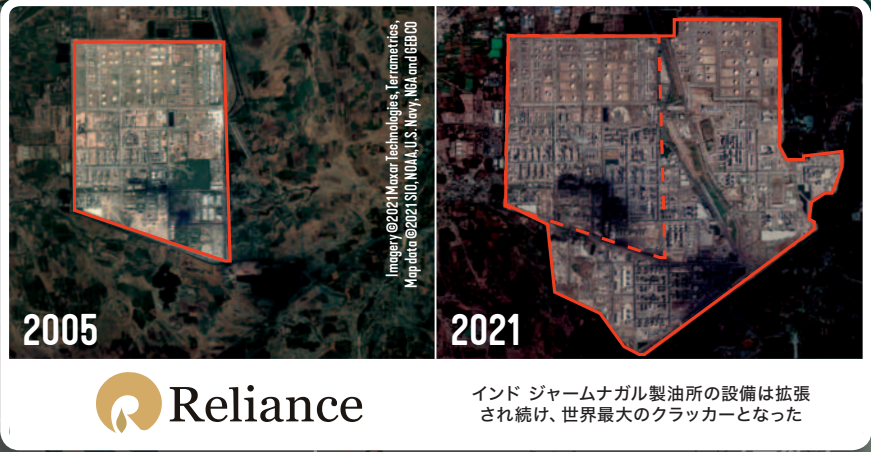 Imagery ©2021 Maxar Technologies, Terrametrics,
Map data ©2021 SIO, NOAA, U.S. Navy, NGA and GEBCO
2005
2021
Reliance
インド ジャームナガル製油所の設備は拡張
され続け、世界最大のクラッカーとなった